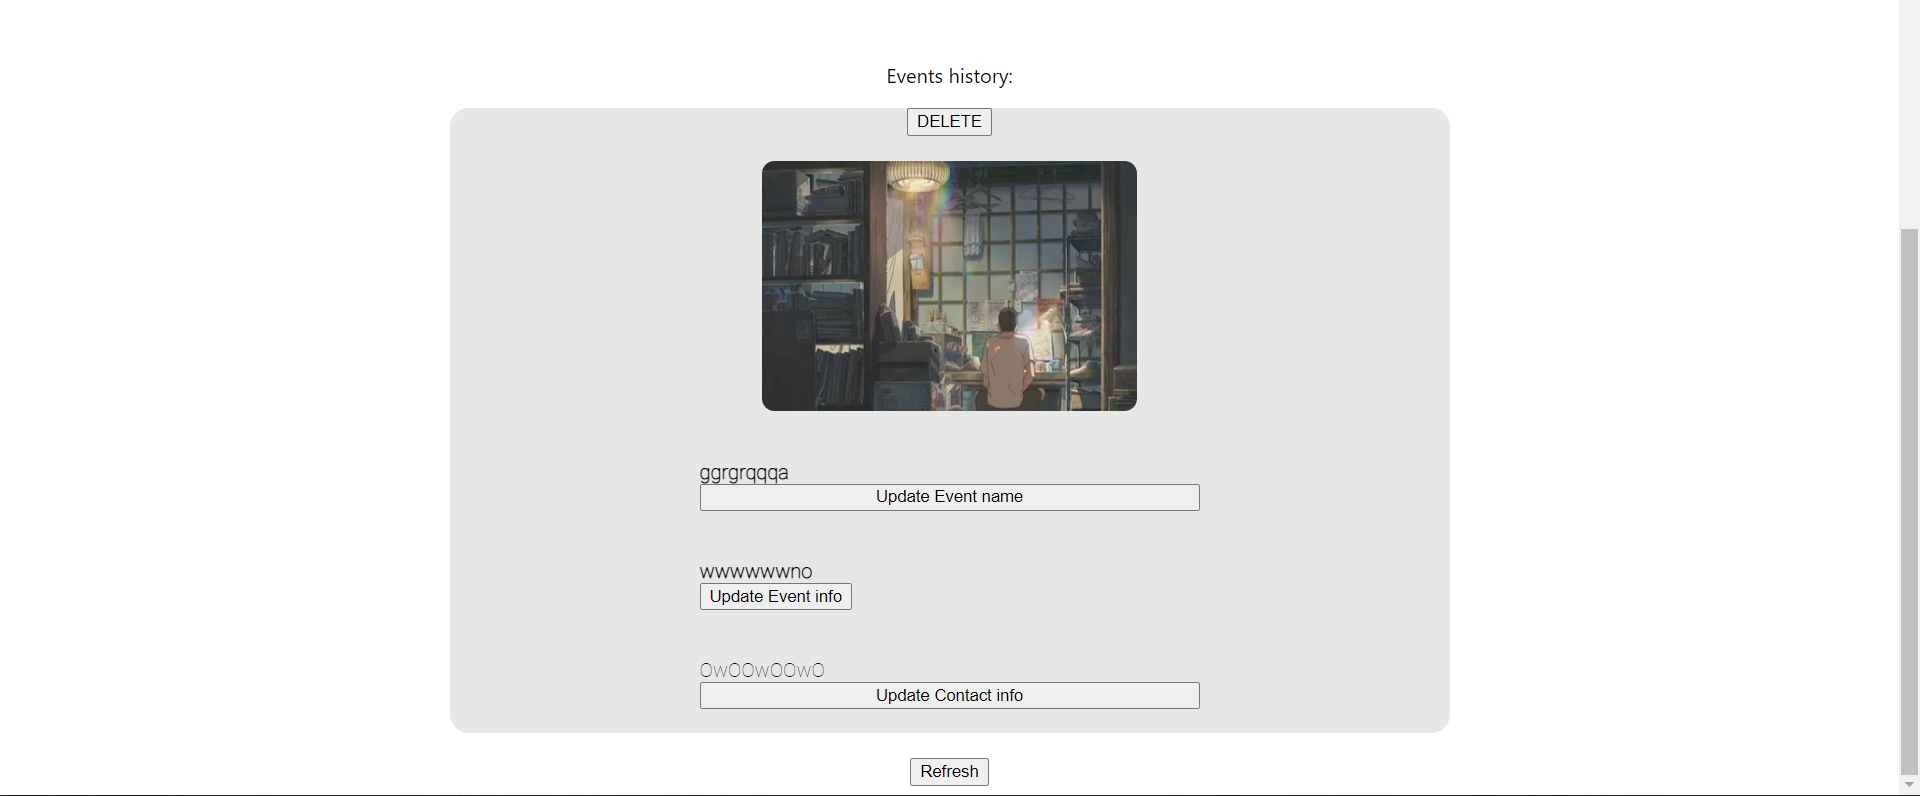 Events history:
DELETE
ggrgrqqqa
Update Event name
wwwwwwno
Update Event info
OwOOwOOwO
Update Contact info
Refresh